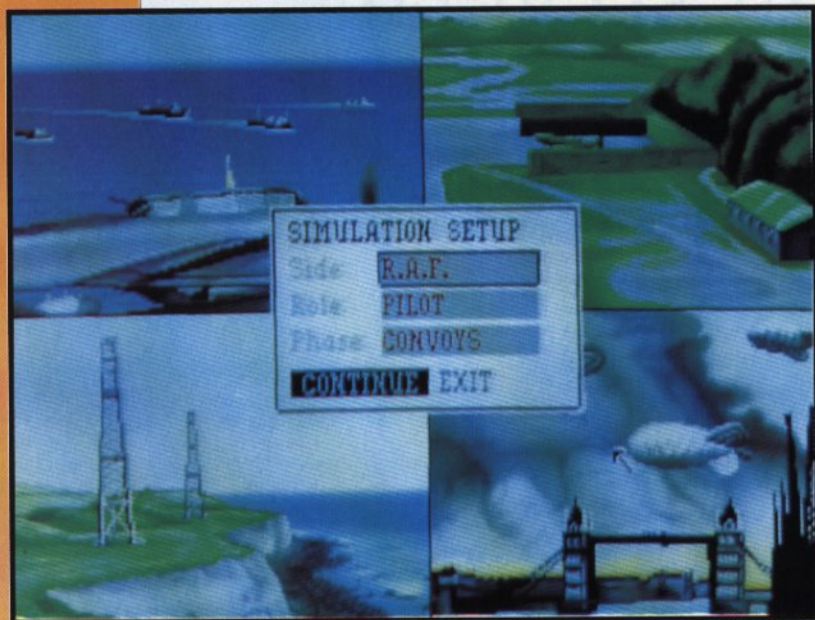 SIMULATION SETUP
Side R.A.F.
Role PILOT
Phase CONVOYS
CONTINUE EXIT